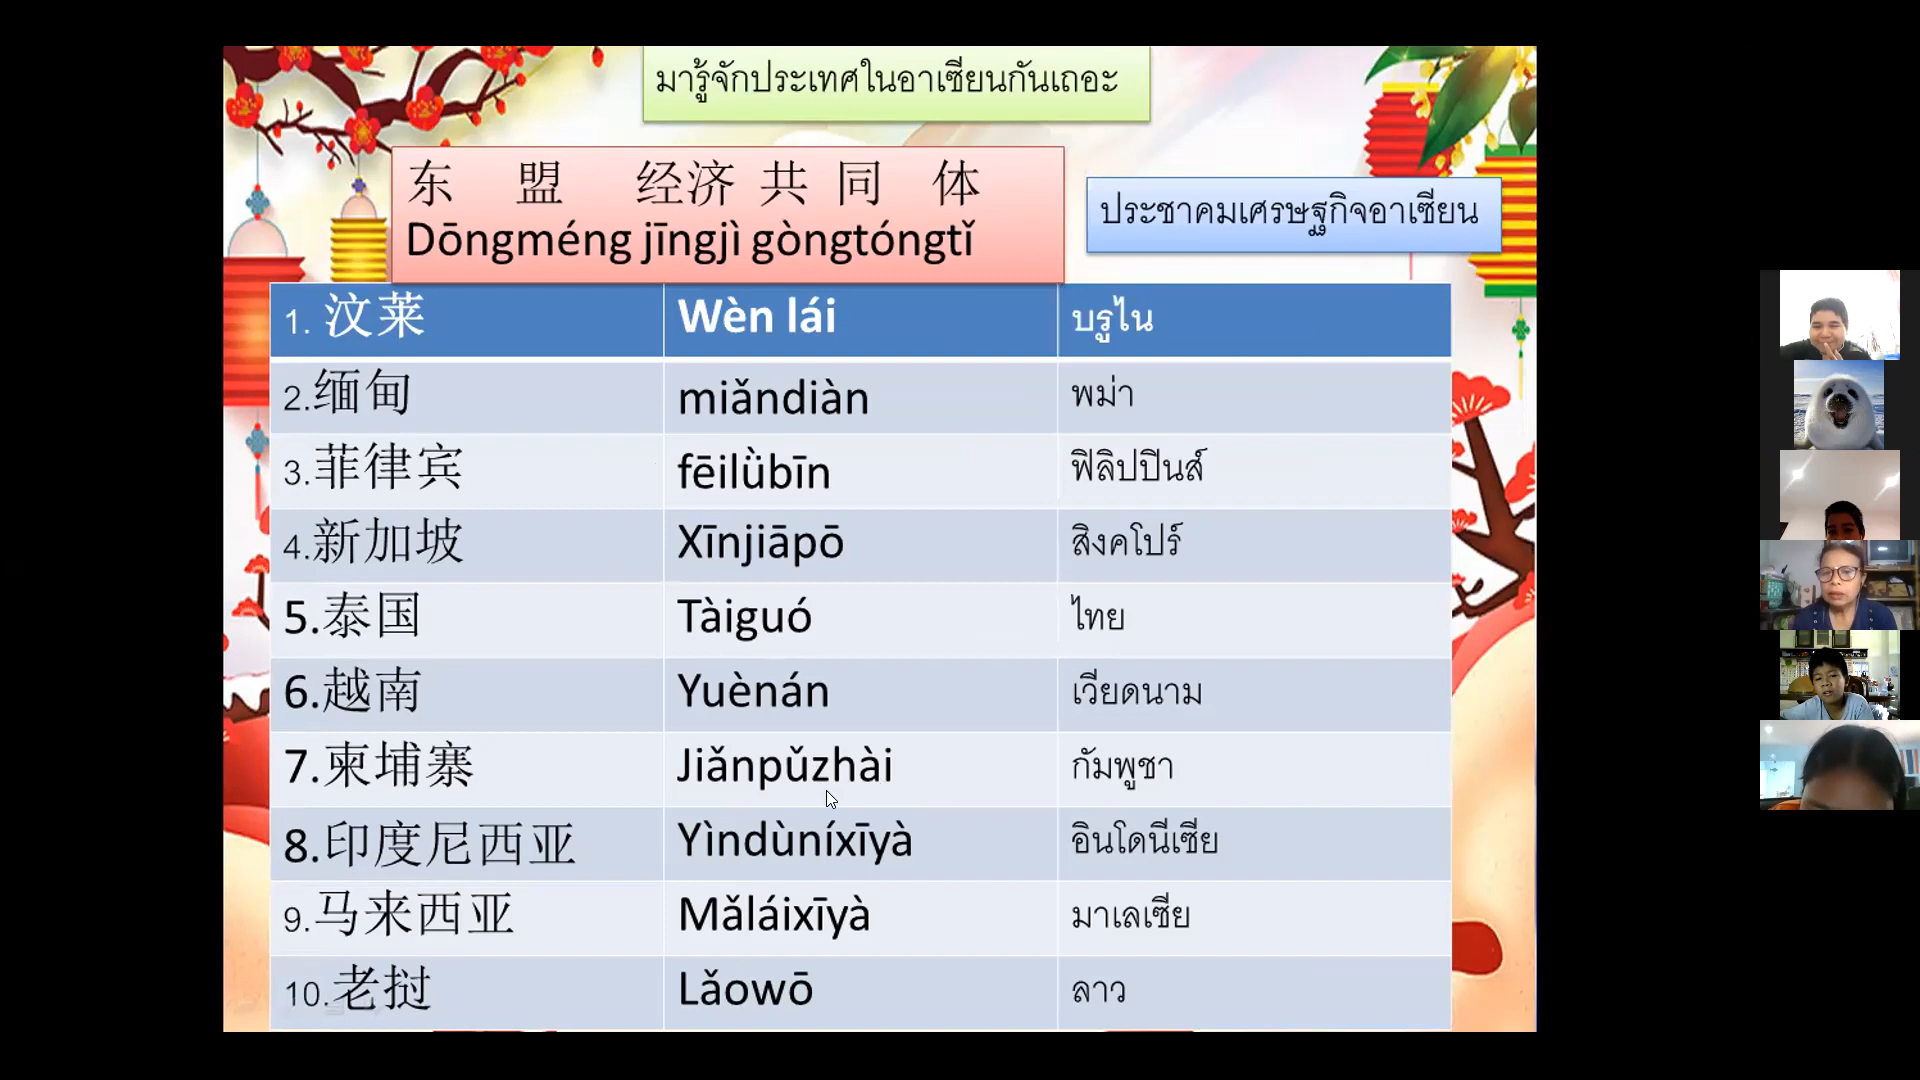 มารู้จักประเทศในอาเซียนกันเถอะ
东 盟 经济 共 同 体
Dōngméng jīngjì gòngtóngtǐ
ประชาคมเศรษฐกิจอาเซียน
1. 汶莱 Wèn lái บรูไน
2.缅甸 miǎndiàn พม่า
3.菲律宾 fēilǜbīn ฟิลิปปินส์
4.新加坡 Xīnjiāpō สิงคโปร์
5.泰国 Tàiguó ไทย
6.越南 Yuènán เวียดนาม
7.柬埔寨 Jiǎnpǔzhài กัมพูชา
8.印度尼西亚 Yìndùníxīyà อินโดนีเซีย
9.马来西亚 Mǎláixīyà มาเลเซีย
10.老挝 Lǎowō ลาว